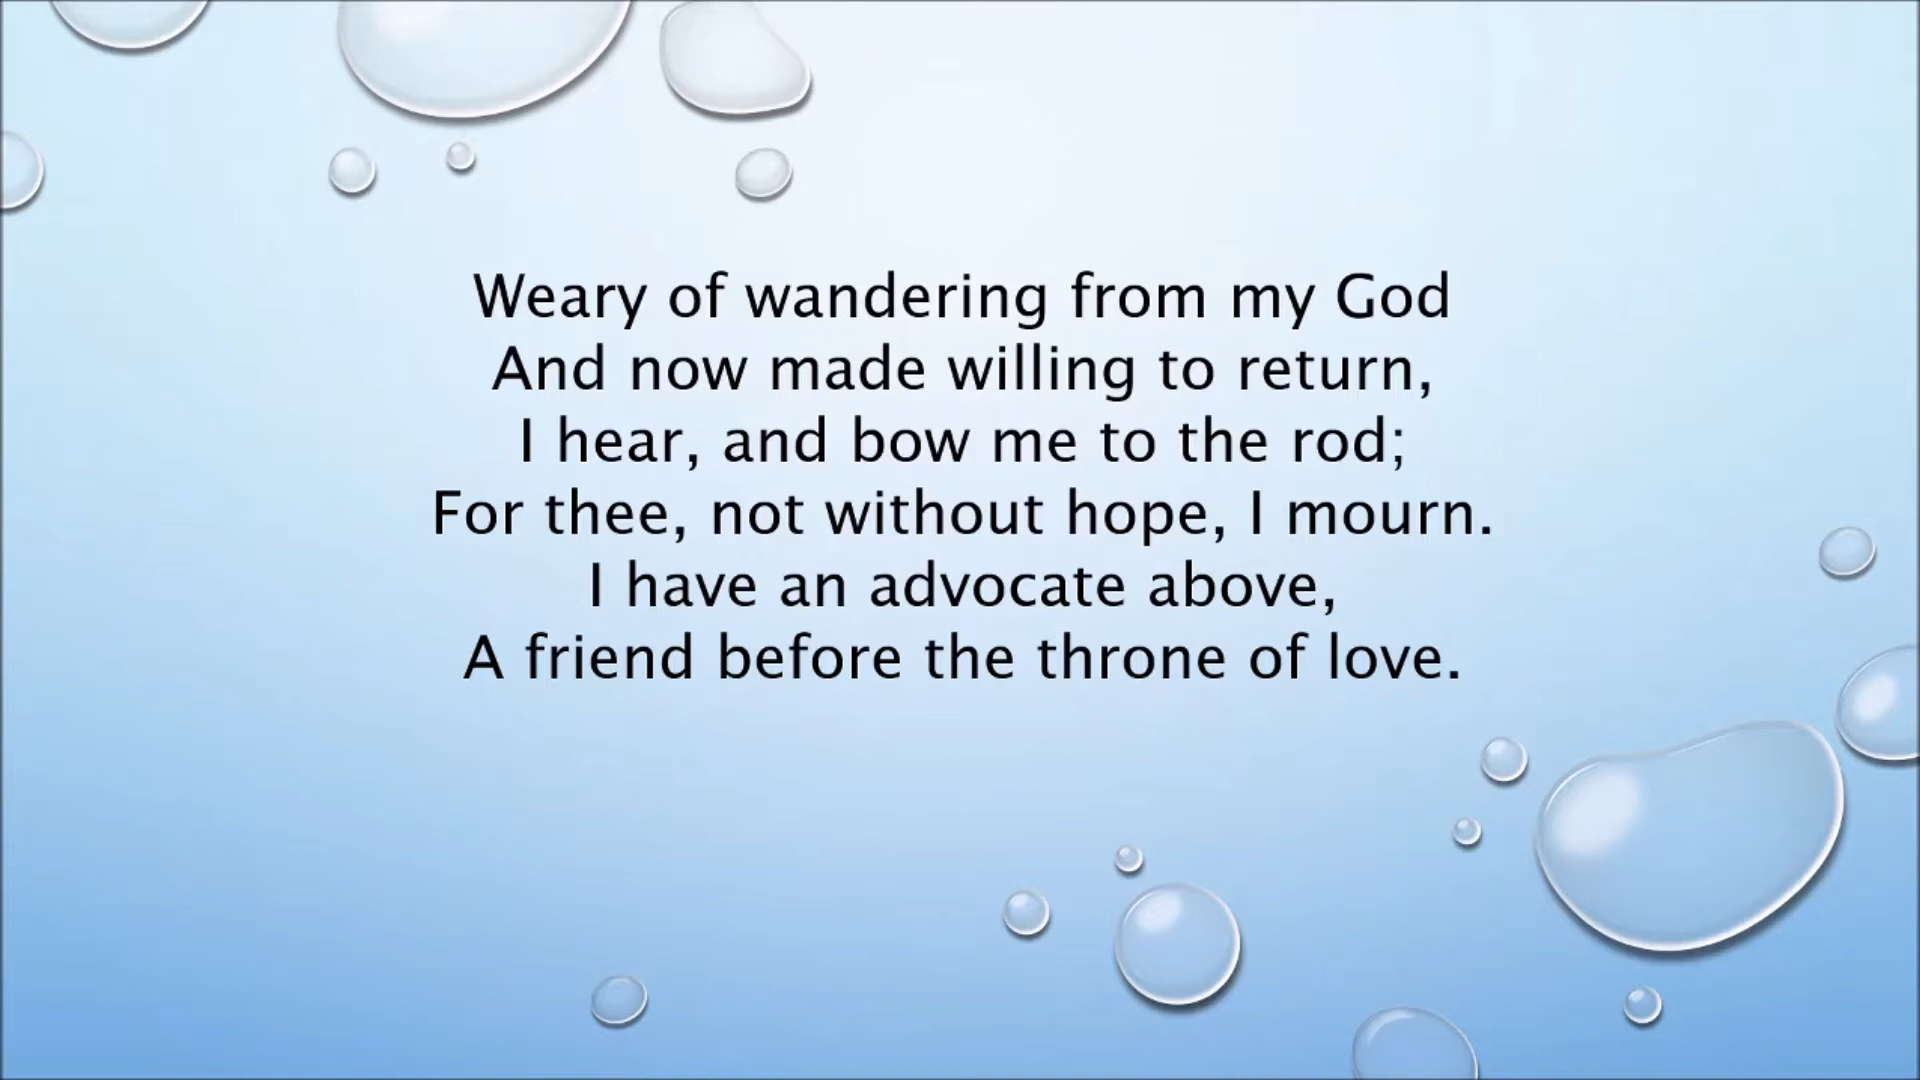 Weary of wandering from my God
And now made willing to return,
I hear, and bow me to the rod;
For thee, not without hope, I mourn.
I have an advocate above,
A friend before the throne of love.